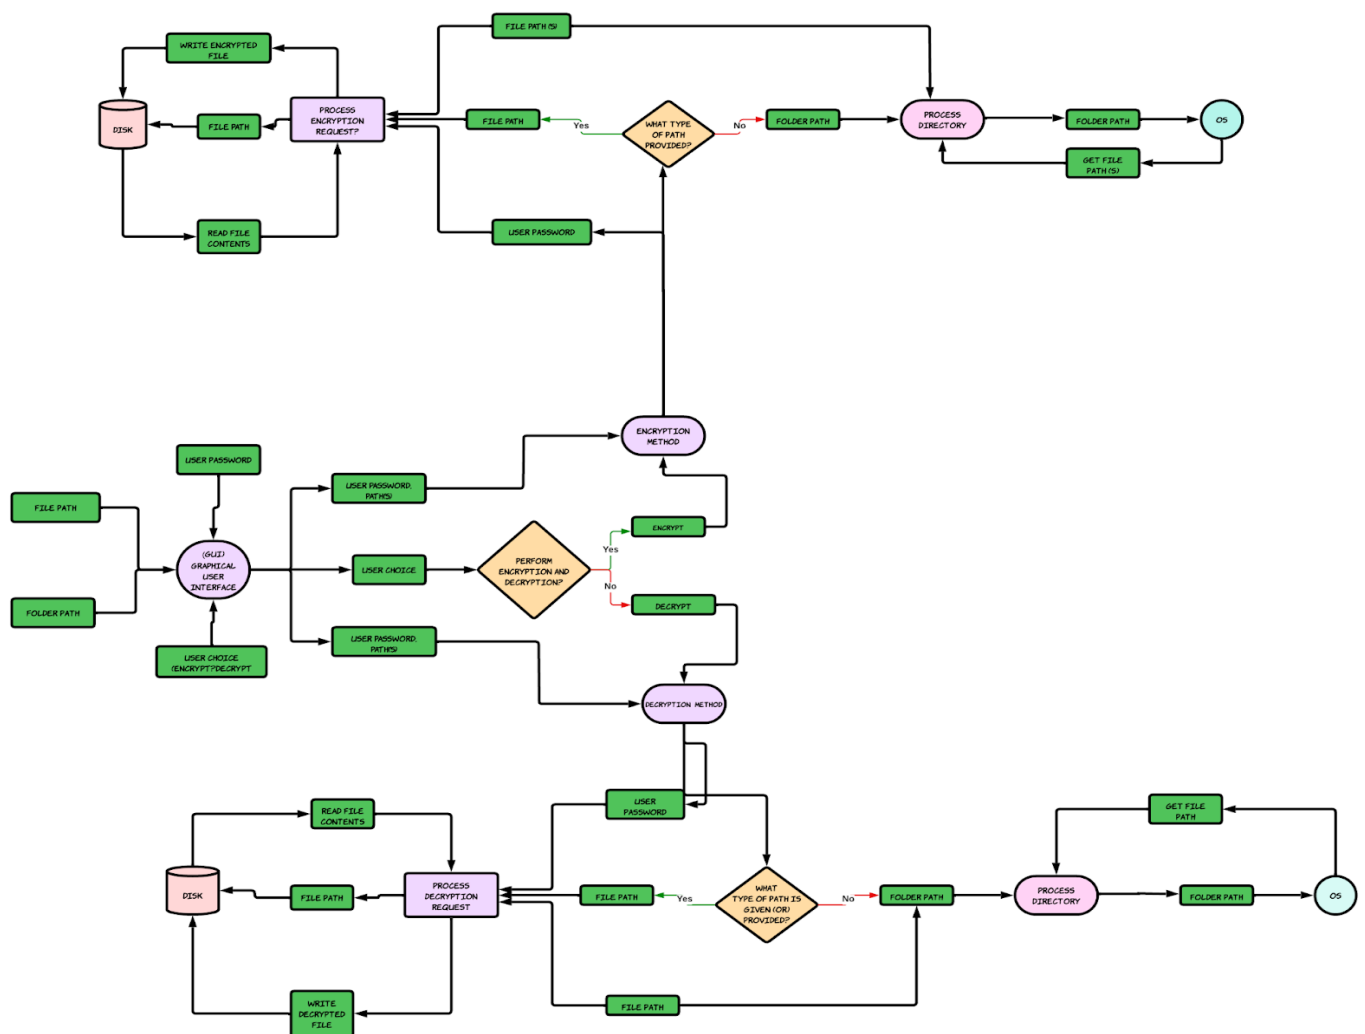 FILE PATH (S)
WRITE ENCRYPTED
FILE
DISK
FILE PATH
PROCESS
ENCRYPTION
REQUEST?
FILE PATH
Yes
WHAT TYPE
OF PATH
PROVIDED?
No
FOLDER PATH
PROCESS
DIRECTORY
FOLDER PATH
OS
GET FILE
PATH (S)
READ FILE
CONTENTS
USER PASSWORD
ENCRYPTION
METHOD
USER PASSWORD
USER PASSWORD,
PATH(S)
FILE PATH
ENCRYPT
Yes
(GUI)
GRAPHICAL
USER
INTERFACE
USER CHOICE
PERFORM
ENCRYPTION AND
DECRYPTION?
No
DECRYPT
FOLDER PATH
USER PASSWORD,
PATH(S)
USER CHOICE
(ENCRYPT?DECRYPT
DECRYPTION METHOD
READ FILE
CONTENTS
USER
PASSWORD
GET FILE
PATH
DISK
FILE PATH
PROCESS
DECRYPTION
REQUEST
FILE PATH
Yes
WHAT
TYPE OF PATH IS
GIVEN (OR)
PROVIDED?
No
FOLDER PATH
PROCESS
DIRECTORY
FOLDER PATH
OS
WRITE
DECRYPTED
FILE
FILE PATH